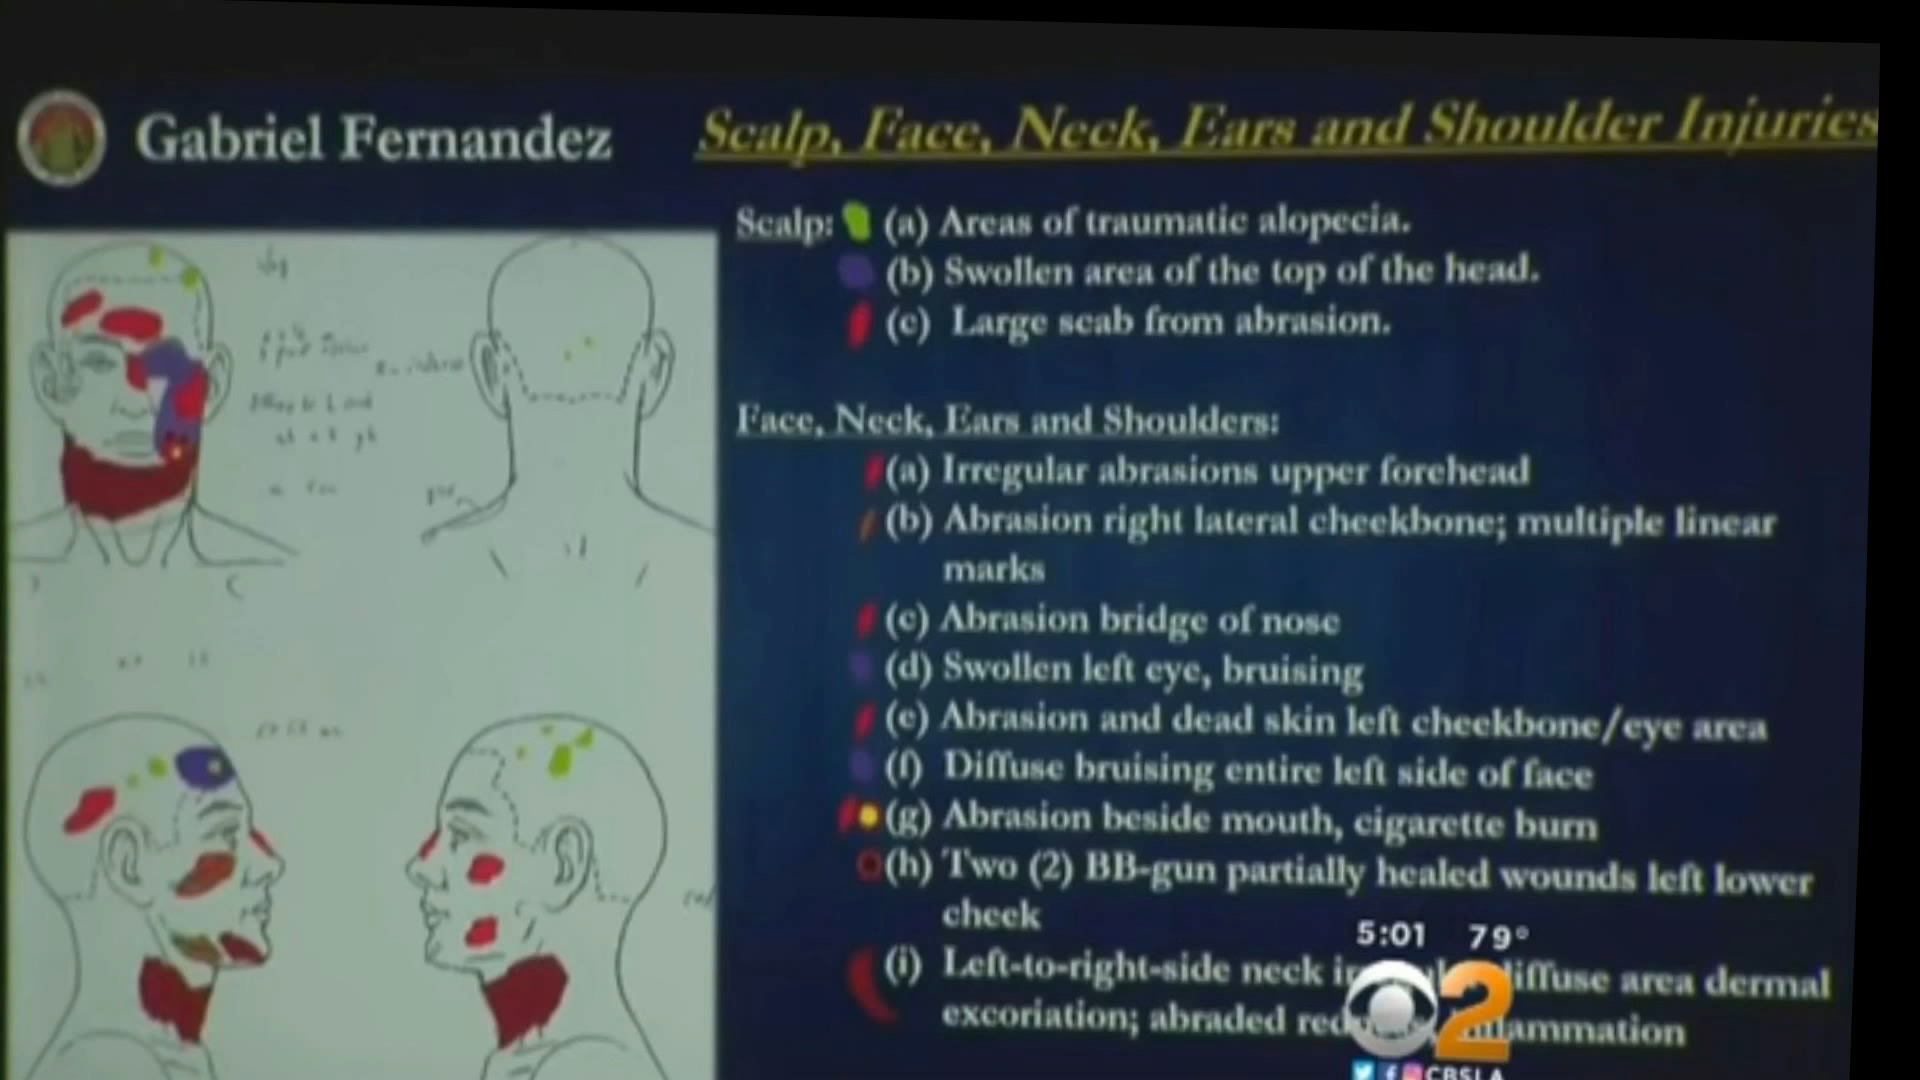 Gabriel Fernandez
Scalp, Face, Neck, Ears and Shoulder Injuries
Scalp: (a) Areas of traumatic alopecia.
(b) Swollen area of the top of the head.
(c) Large scab from abrasion.
Face, Neck, Ears and Shoulders:
(a) Irregular abrasions upper forehead
(b) Abrasion right lateral cheekbone; multiple linear
marks
(c) Abrasion bridge of nose
(d) Swollen left eye, bruising
(e) Abrasion and dead skin left cheekbone/eye area
(f) Diffuse bruising entire left side of face
(g) Abrasion beside mouth, cigarette burn
(h) Two (2) BB-gun partially healed wounds left lower
cheek
(i) Left-to-right-side neck diffuse area dermal
excoriation; abraded inflammation
5:01 79°
2
CBSLA